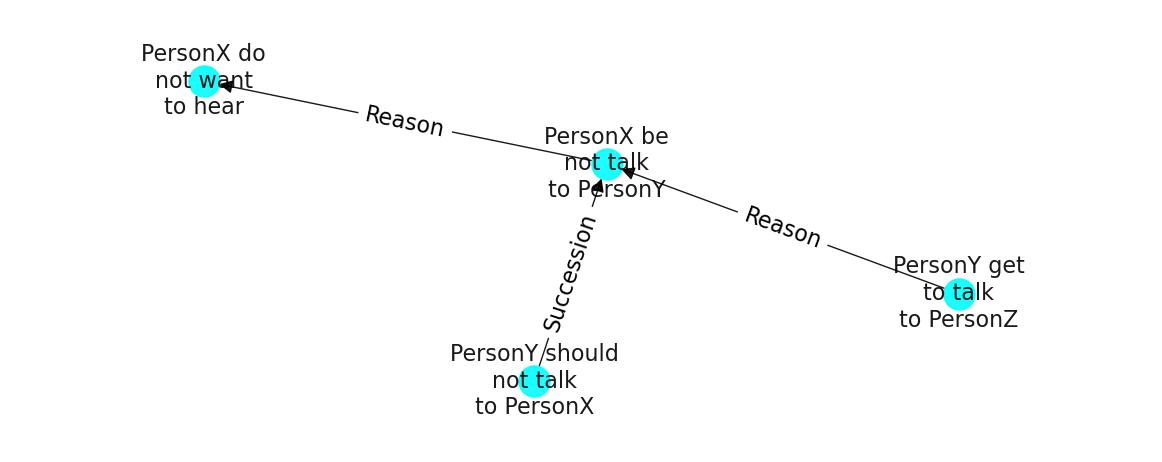 PersonX do
not want
to hear
Reason
PersonX be
not talk
to PersonY
Reason
Succession
PersonY get
to talk
to PersonZ
PersonY should
not talk
to PersonX